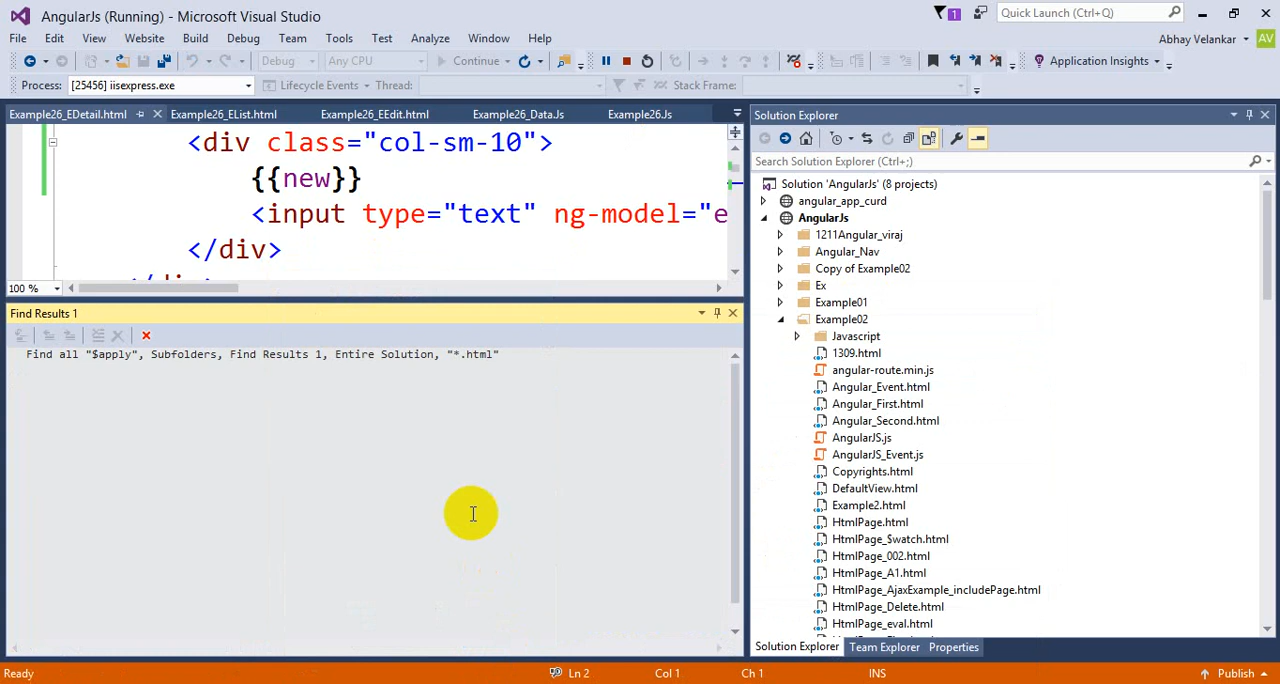 AngularJs (Running) - Microsoft Visual Studio
1
Quick Launch (Ctrl+Q)
File Edit View Website Build Debug Team Tools Test Analyze Window Help
Abhay Velankar AV
Debug Any CPU Continue Application Insights
Process: [25456] iisexpress.exe Lifecycle Events Thread: Stack Frame:
Example26_EDetail.html Example26_EList.html Example26_EEdit.html Example26_Data.Js Example26.Js
<div class="col-sm-10">
{{new}}
<input type="text" ng-model="e
</div>
100 %
Find Results 1
Find all "$apply", Subfolders, Find Results 1, Entire Solution, "*.html"
Solution Explorer
Search Solution Explorer (Ctrl+;)
Solution 'AngularJs' (8 projects)
angular_app_curd
AngularJs
1211Angular_viraj
Angular_Nav
Copy of Example02
Ex
Example01
Example02
Javascript
1309.html
angular-route.min.js
Angular_Event.html
Angular_First.html
Angular_Second.html
AngularJS.js
AngularJS_Event.js
Copyrights.html
DefaultView.html
Example2.html
HtmlPage.html
HtmlPage_$watch.html
HtmlPage_002.html
HtmlPage_A1.html
HtmlPage_AjaxExample_includePage.html
HtmlPage_Delete.html
HtmlPage_eval.html
Solution Explorer Team Explorer Properties
Ready Ln 2 Col 1 Ch 1 INS Publish